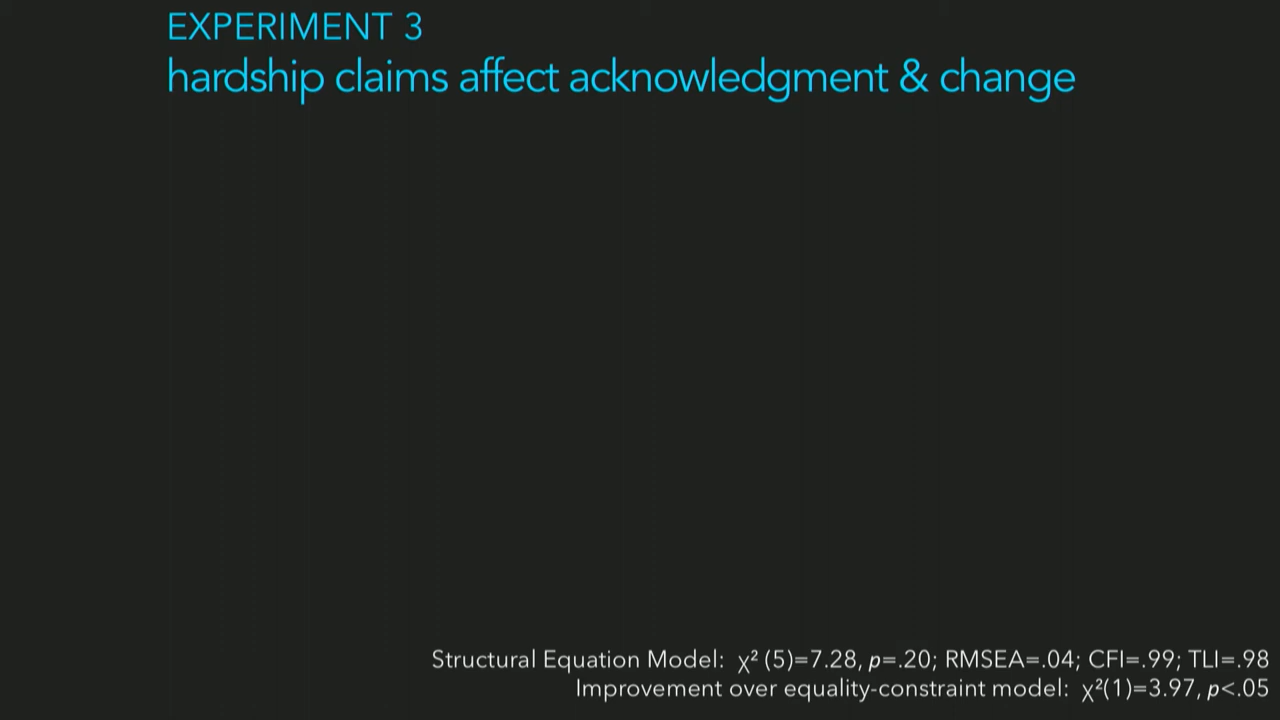 EXPERIMENT 3
hardship claims affect acknowledgment & change
Structural Equation Model: χ² (5)=7.28, p=.20; RMSEA=.04; CFI=.99; TLI=.98
Improvement over equality-constraint model: χ²(1)=3.97, p<.05